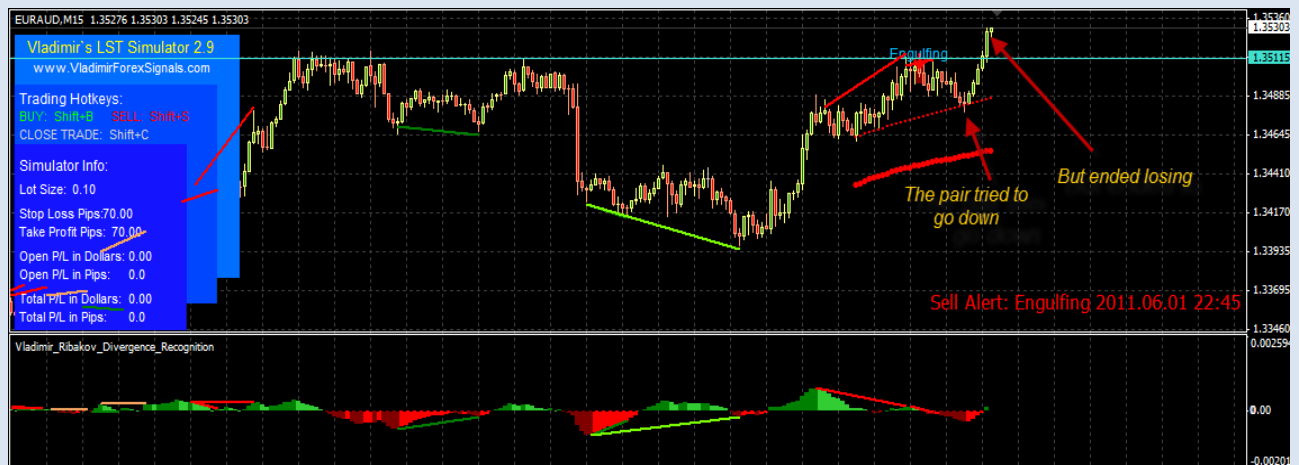 EURAUD,M15 1.35276 1.35303 1.35245 1.35303
Vladimir`s LST Simulator 2.9
www.VladimirForexSignals.com
Trading Hotkeys:
BUY: Shift+B SELL: Shift+S
CLOSE TRADE: Shift+C
Simulator Info:
Lot Size: 0.10
Stop Loss Pips:70.00
Take Profit Pips: 70.00
Open P/L in Dollars: 0.00
Open P/L in Pips: 0.0
Total P/L in Dollars: 0.00
Total P/L in Pips: 0.0
Engulfing
The pair tried to
go down
But ended losing
Sell Alert: Engulfing 2011.06.01 22:45
1.35360
1.35303
1.35115
1.34885
1.34645
1.34410
1.34170
1.33935
1.33695
1.33460
Vladimir_Ribakov_Divergence_Recognition
0.002594
0.00
-0.00201